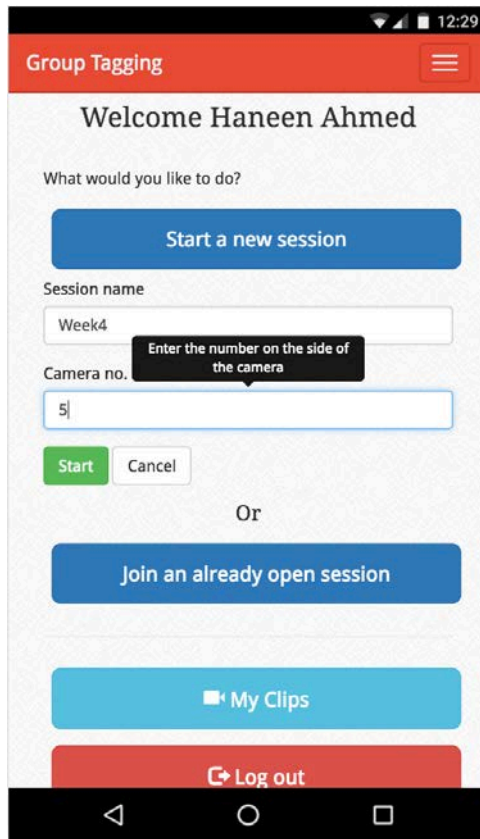 12:29
Group Tagging
Welcome Haneen Ahmed
What would you like to do?
Start a new session
Session name
Week4
Enter the number on the side of
the camera
Camera no.
5
Start Cancel
Or
Join an already open session
My Clips
Log out